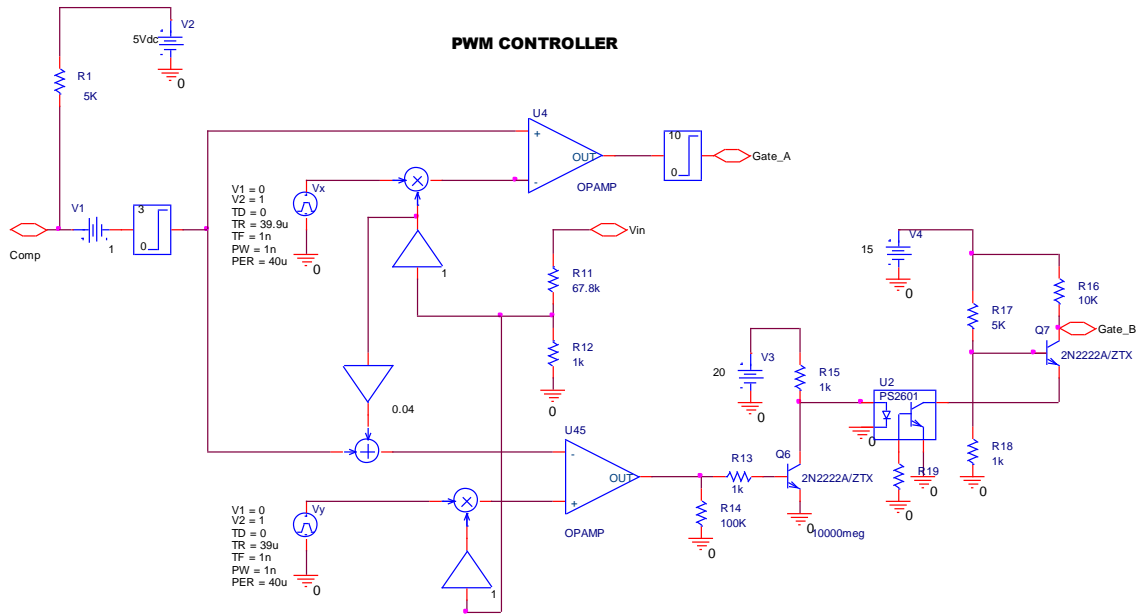 V2
5Vdc
0
R1
5K
PWM CONTROLLER
U4
+
-
OUT
OPAMP
10
0
Gate_A
V1
1
3
0
Comp
V1 = 0
V2 = 1
TD = 0
TR = 39.9u
TF = 1n
PW = 1n
PER = 40u
Vx
0
1
Vin
R11
67.8k
R12
1k
0
0.04
U45
-
+
OUT
OPAMP
V1 = 0
V2 = 1
TD = 0
TR = 39u
TF = 1n
PW = 1n
PER = 40u
Vy
0
1
R13
1k
R14
100K
0
V3
20
0
R15
1k
Q6
2N2222A/ZTX
0
10000meg
U2
PS2601
0
R19
0
0
V4
15
0
R17
5K
R16
10K
Q7
Gate_B
2N2222A/ZTX
R18
1k
0